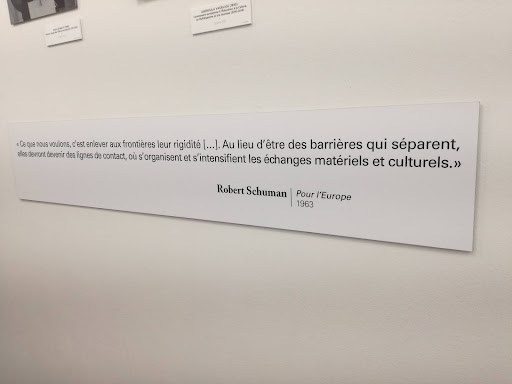 « Ce que nous voulons, c'est enlever aux frontières leur rigidité [...]. Au lieu d'être des barrières qui séparent,
elles devront devenir des lignes de contact, où s'organisent et s'intensifient les échanges matériels et culturels. »
Robert Schuman | Pour l'Europe
1963